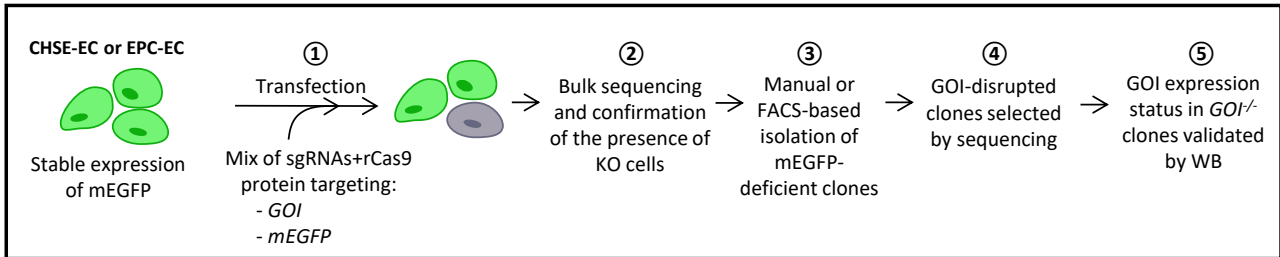 CHSE-EC or EPC-EC
Stable expression
of mEGFP
①
Transfection
Mix of sgRNAs+rCas9
protein targeting:
- GOI
- mEGFP
②
Bulk sequencing
and confirmation
of the presence of
KO cells
③
Manual or
FACS-based
isolation of
mEGFP-
deficient clones
④
GOI-disrupted
clones selected
by sequencing
⑤
GOI expression
status in GOI-/-
clones validated
by WB